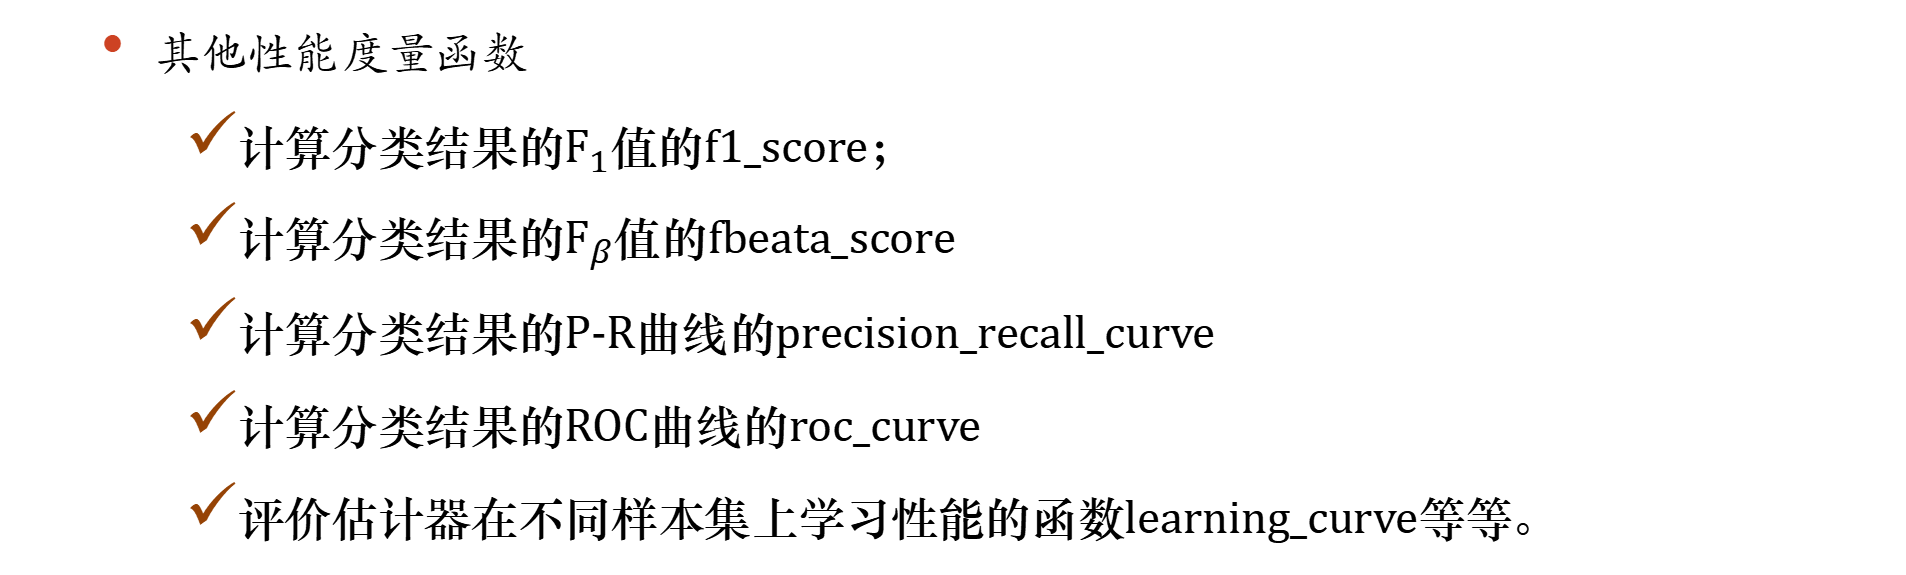 其他性能度量函数
计算分类结果的F₁值的f1_score；
计算分类结果的Fᵦ值的fbeata_score
计算分类结果的P-R曲线的precision_recall_curve
计算分类结果的ROC曲线的roc_curve
评价估计器在不同样本集上学习性能的函数learning_curve等等。